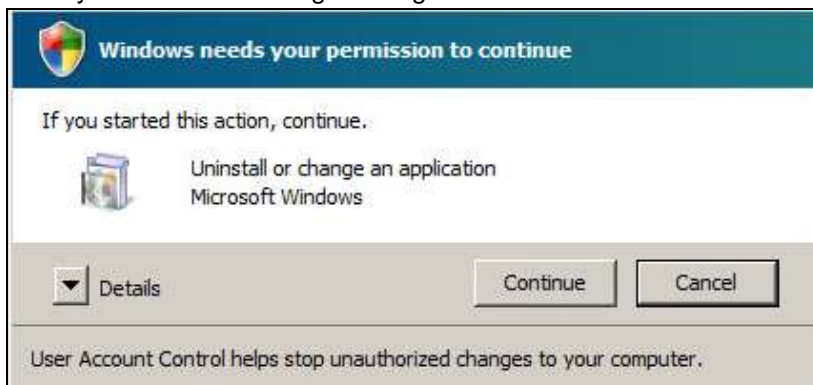 Windows needs your permission to continue
If you started this action, continue.
Uninstall or change an application
Microsoft Windows
Details
Continue
Cancel
User Account Control helps stop unauthorized changes to your computer.